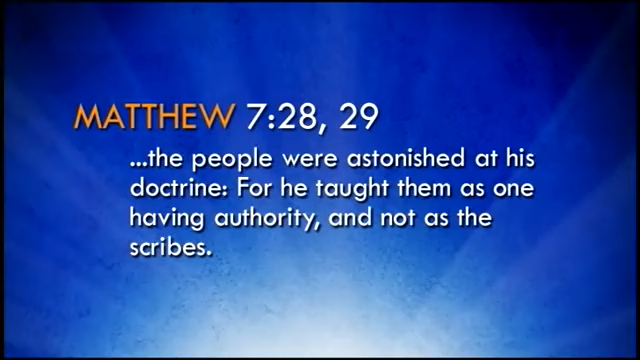 MATTHEW 7:28, 29
...the people were astonished at his
doctrine: For he taught them as one
having authority, and not as the
scribes.